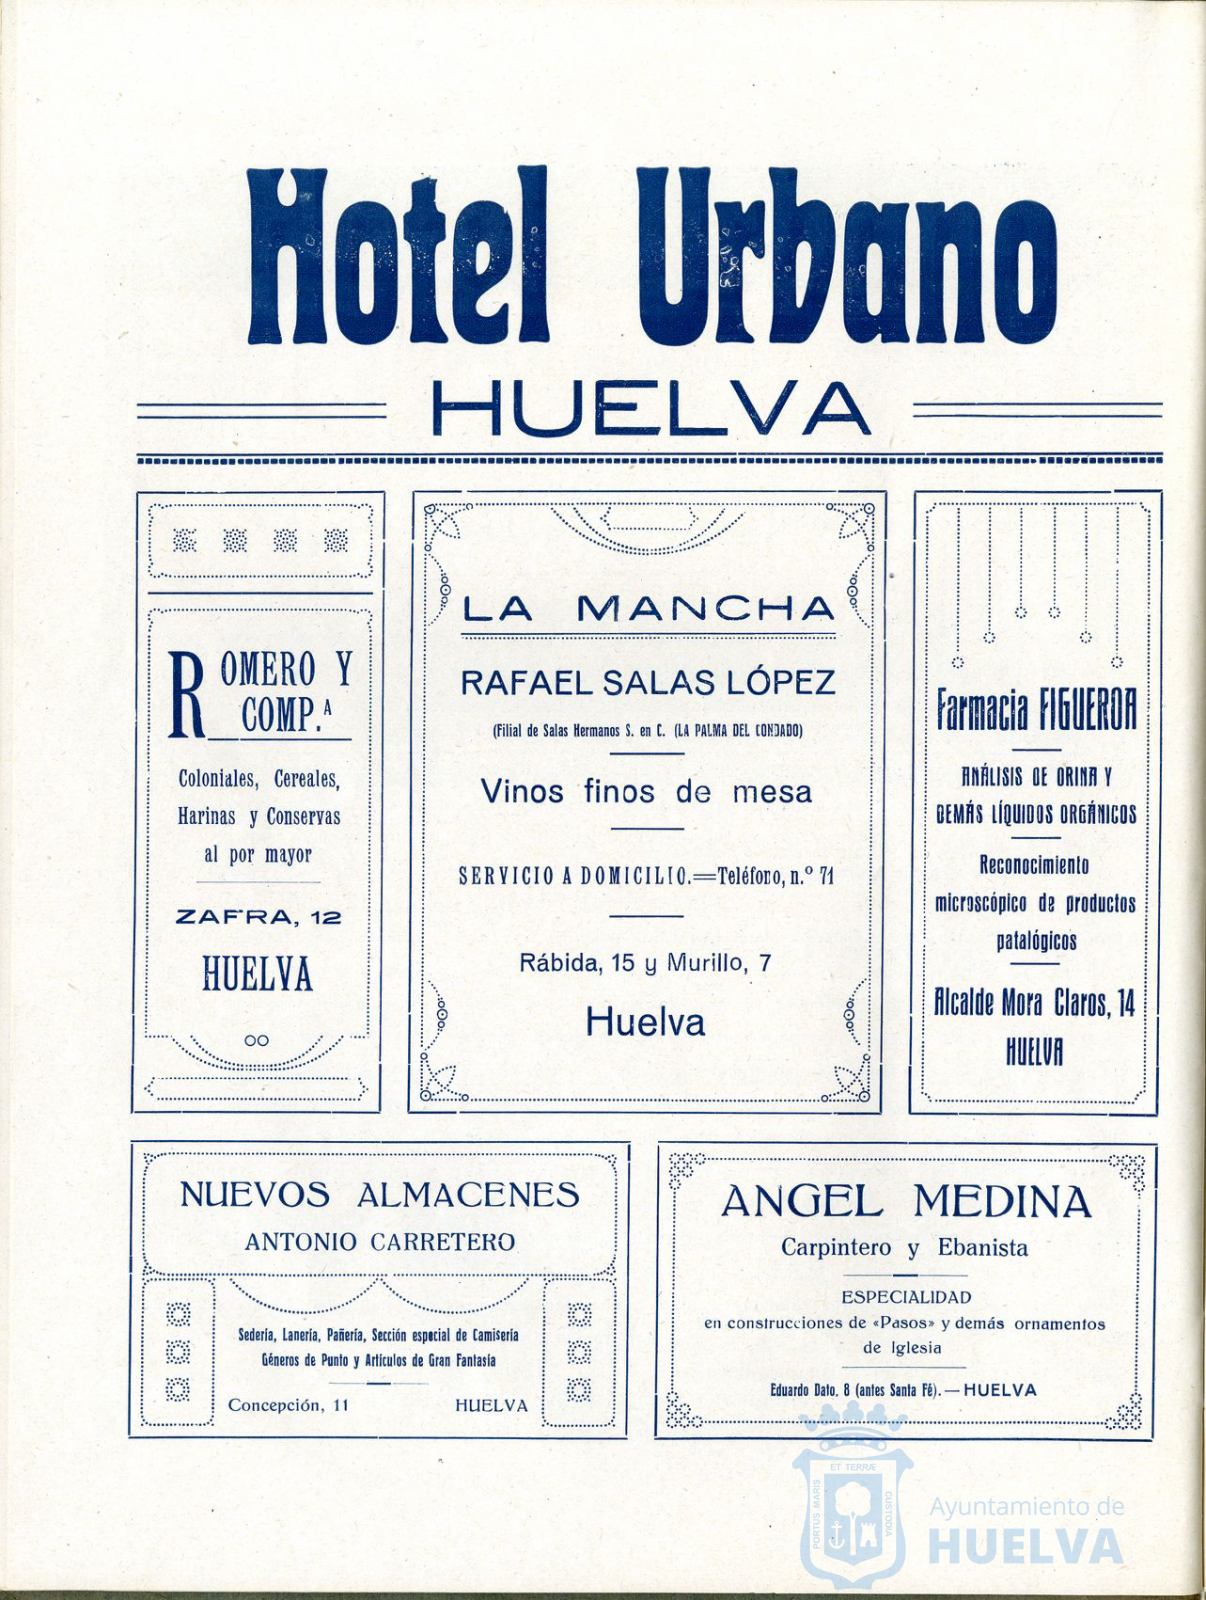 Hotel Urbano
HUELVA
ROMERO Y
COMP.A
Coloniales, Cereales,
Harinas y Conservas
al por mayor
ZAFRA, 12
HUELVA
LA MANCHA
RAFAEL SALAS LÓPEZ
(Filial de Salas Hermanos S. en C. (LA PALMA DEL CONDADO)
Vinos finos de mesa
SERVICIO A DOMICILIO.=Teléfono, n.º 71
Rábida, 15 y Murillo, 7
Huelva
Farmacia FIGUEROA
ANÁLISIS DE ORINA Y
DEMÁS LÍQUIDOS ORGÁNICOS
Reconocimiento
microscópico de productos
patalógicos
Alcalde Mora Claros, 14
HUELVA
NUEVOS ALMACENES
ANTONIO CARRETERO
Sedería, Lanería, Pañería, Sección especial de Camisería
Géneros de Punto y Artículos de Gran Fantasía
Concepción, 11 HUELVA
ANGEL MEDINA
Carpintero y Ebanista
ESPECIALIDAD
en construcciones de «Pasos» y demás ornamentos
de Iglesia
Eduardo Dato, 8 (antes Santa Fé).—HUELVA
PORTUS MARIS
ET TERRÆ
CUSTODIA
Ayuntamiento de
HUELVA